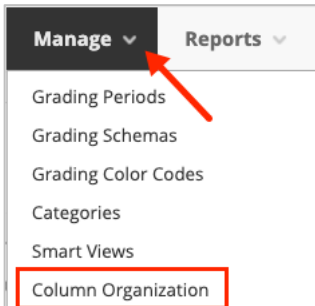 Manage Reports
Grading Periods
Grading Schemas
Grading Color Codes
Categories
Smart Views
Column Organization